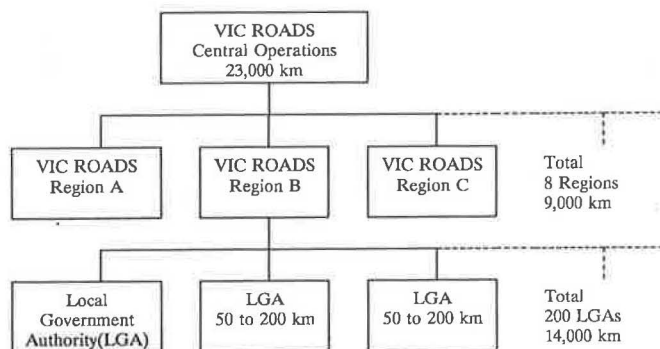 VIC ROADS
Central Operations
23,000 km
VIC ROADS
Region A
VIC ROADS
Region B
VIC ROADS
Region C
Total
8 Regions
9,000 km
Local
Government
Authority(LGA)
LGA
50 to 200 km
LGA
50 to 200 km
Total
200 LGAs
14,000 km